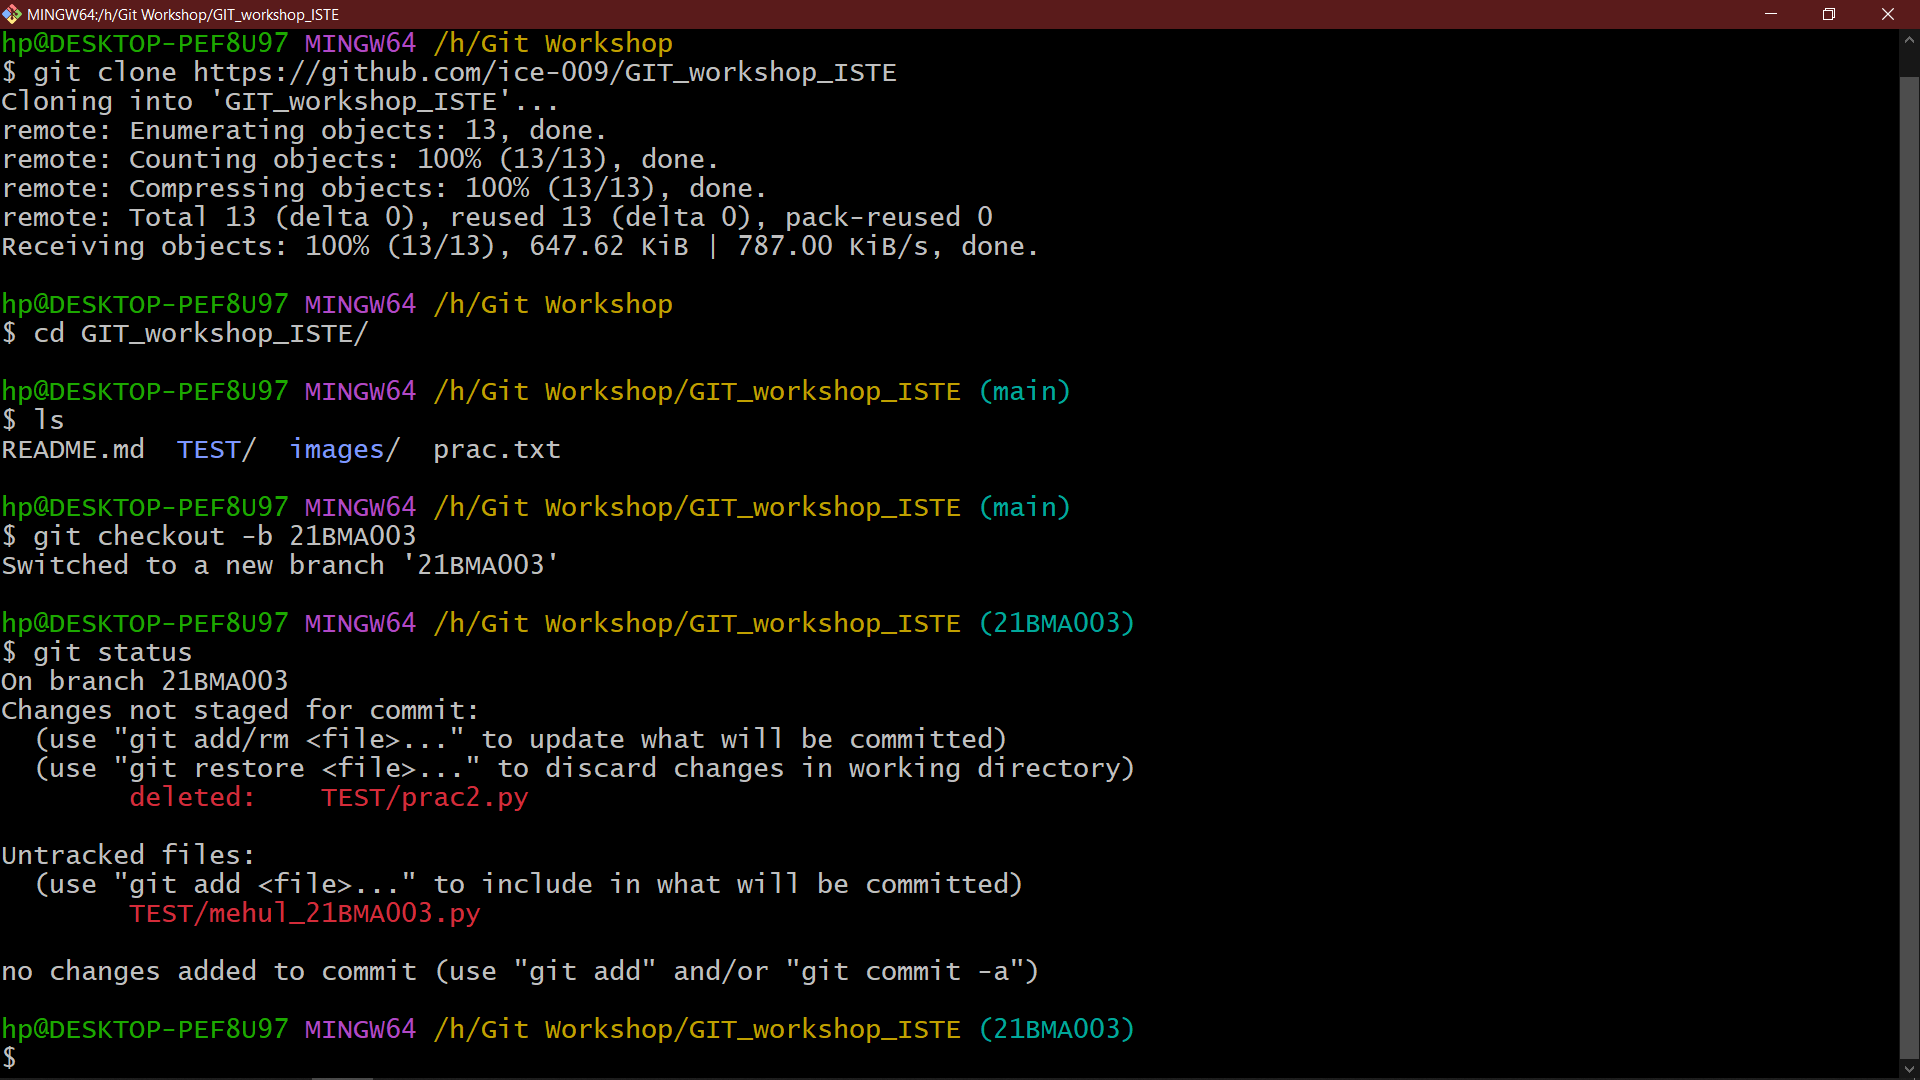 MINGW64:/h/Git Workshop/GIT_workshop_ISTE
hp@DESKTOP-PEF8U97 MINGW64 /h/Git Workshop
$ git clone https://github.com/ice-009/GIT_workshop_ISTE
Cloning into 'GIT_workshop_ISTE'...
remote: Enumerating objects: 13, done.
remote: Counting objects: 100% (13/13), done.
remote: Compressing objects: 100% (13/13), done.
remote: Total 13 (delta 0), reused 13 (delta 0), pack-reused 0
Receiving objects: 100% (13/13), 647.62 KiB | 787.00 KiB/s, done.
hp@DESKTOP-PEF8U97 MINGW64 /h/Git Workshop
$ cd GIT_workshop_ISTE/
hp@DESKTOP-PEF8U97 MINGW64 /h/Git Workshop/GIT_workshop_ISTE (main)
$ ls
README.md  TEST/  images/  prac.txt
hp@DESKTOP-PEF8U97 MINGW64 /h/Git Workshop/GIT_workshop_ISTE (main)
$ git checkout -b 21BMA003
Switched to a new branch '21BMA003'
hp@DESKTOP-PEF8U97 MINGW64 /h/Git Workshop/GIT_workshop_ISTE (21BMA003)
$ git status
On branch 21BMA003
Changes not staged for commit:
  (use "git add/rm <file>..." to update what will be committed)
  (use "git restore <file>..." to discard changes in working directory)
        deleted:    TEST/prac2.py
Untracked files:
  (use "git add <file>..." to include in what will be committed)
        TEST/mehul_21BMA003.py
no changes added to commit (use "git add" and/or "git commit -a")
hp@DESKTOP-PEF8U97 MINGW64 /h/Git Workshop/GIT_workshop_ISTE (21BMA003)
$